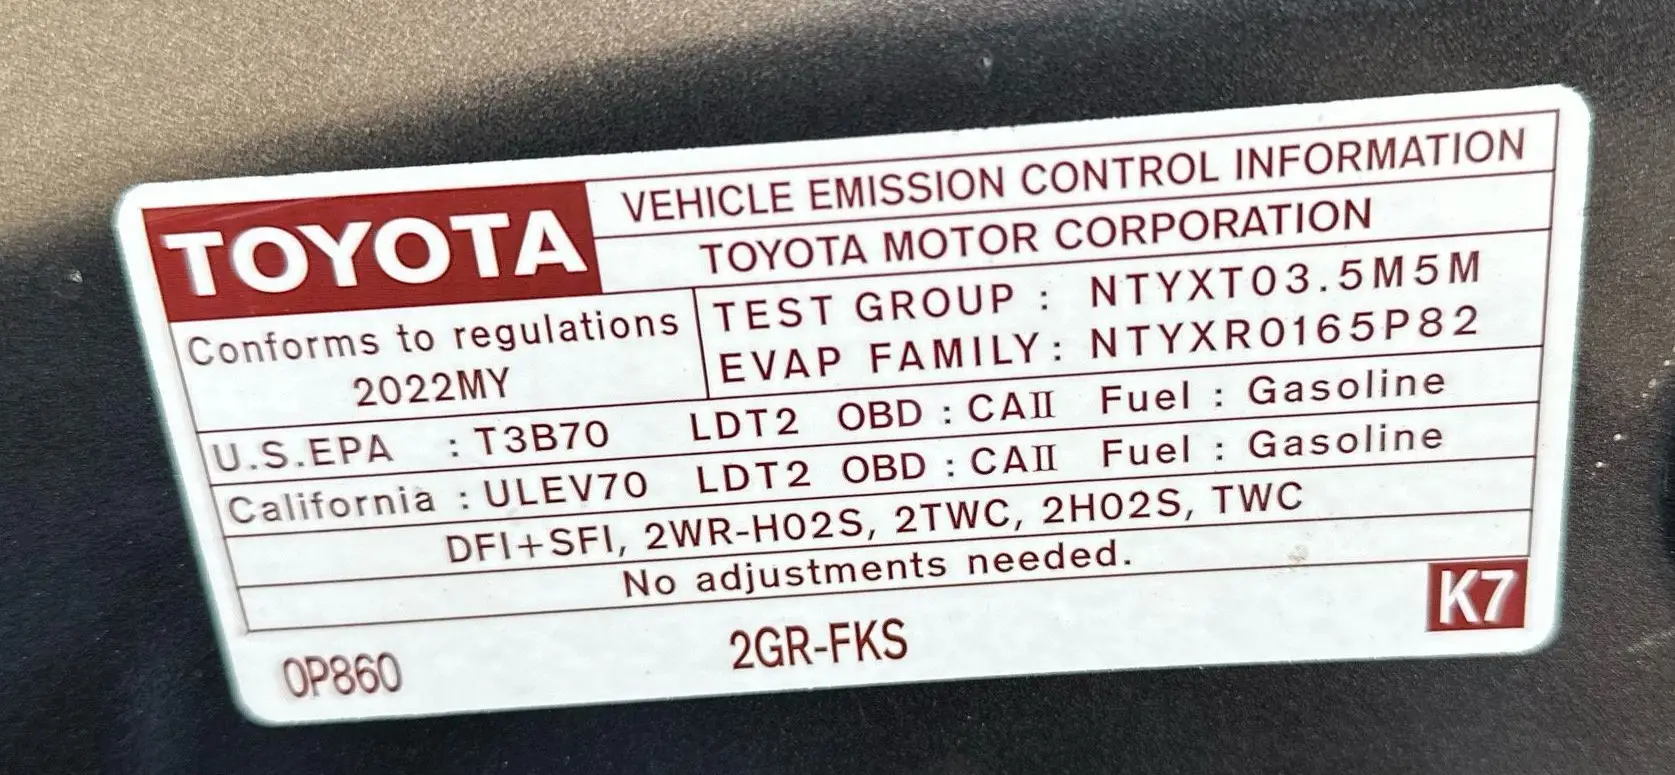 TOYOTA
VEHICLE EMISSION CONTROL INFORMATION
TOYOTA MOTOR CORPORATION
Conforms to regulations
2022MY
TEST GROUP : NTYXT03.5M5M
EVAP FAMILY: NTYXR0165P82
U.S.EPA : T3B70 LDT2 OBD : CAII Fuel : Gasoline
California : ULEV70 LDT2 OBD : CAII Fuel : Gasoline
DFI+SFI, 2WR-HO2S, 2TWC, 2HO2S, TWC
No adjustments needed.
0P860
2GR-FKS
K7